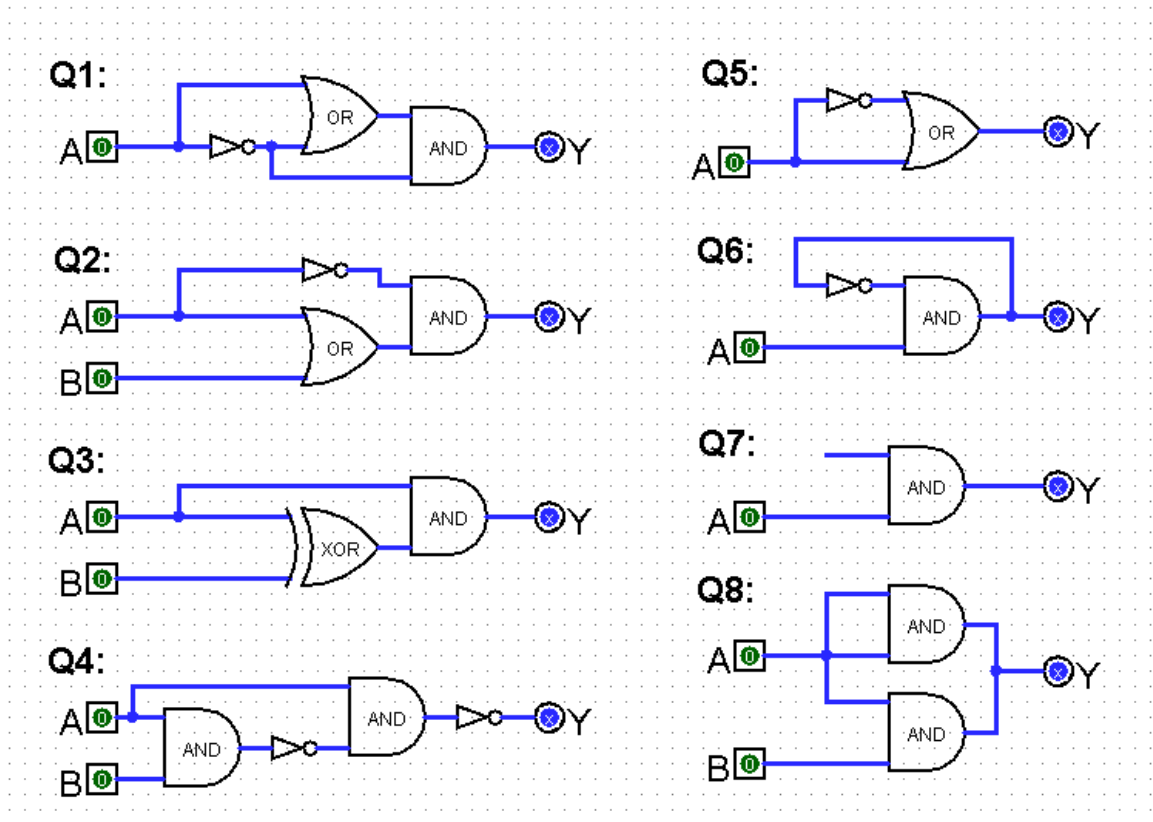 Q1:
A 0 OR AND x Y
Q2:
A 0 AND x Y
B 0 OR
Q3:
A 0 AND x Y
B 0 XOR
Q4:
A 0 AND x Y
B 0 AND
Q5:
A 0 OR x Y
Q6:
A 0 AND x Y
Q7:
A 0 AND x Y
Q8:
A 0 AND x Y
B 0 AND